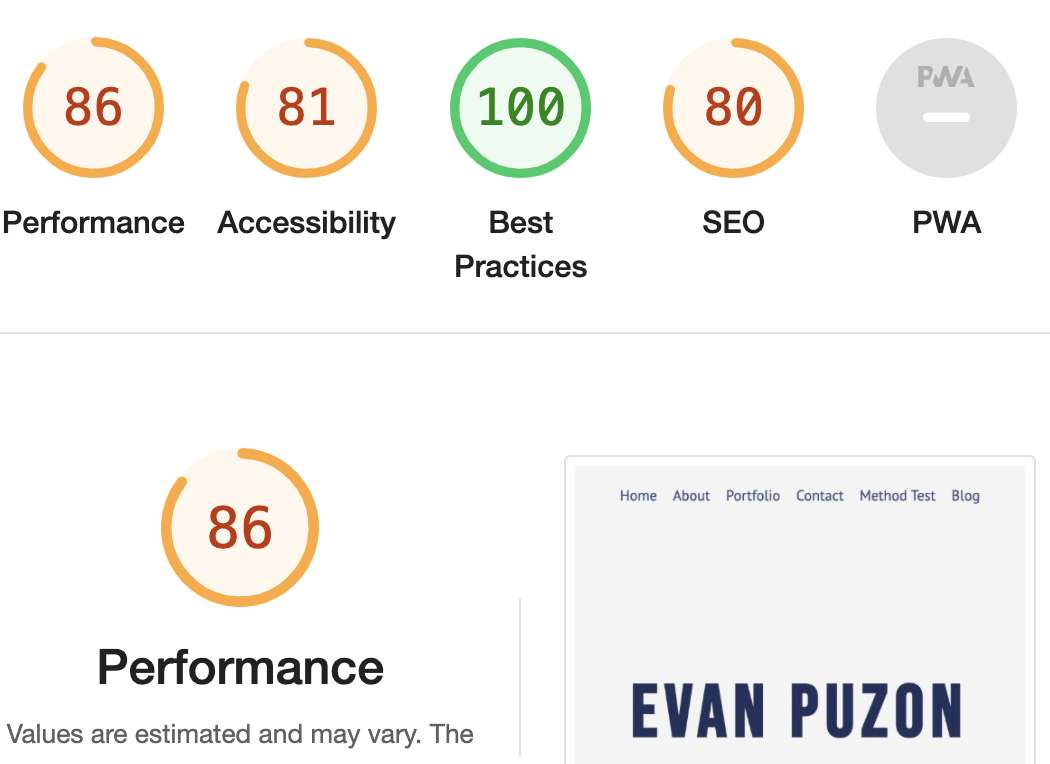 86 81 100 80 PWA
Performance Accessibility Best Practices SEO PWA
86
Performance
Values are estimated and may vary. The
Home About Portfolio Contact Method Test Blog
EVAN PUZON